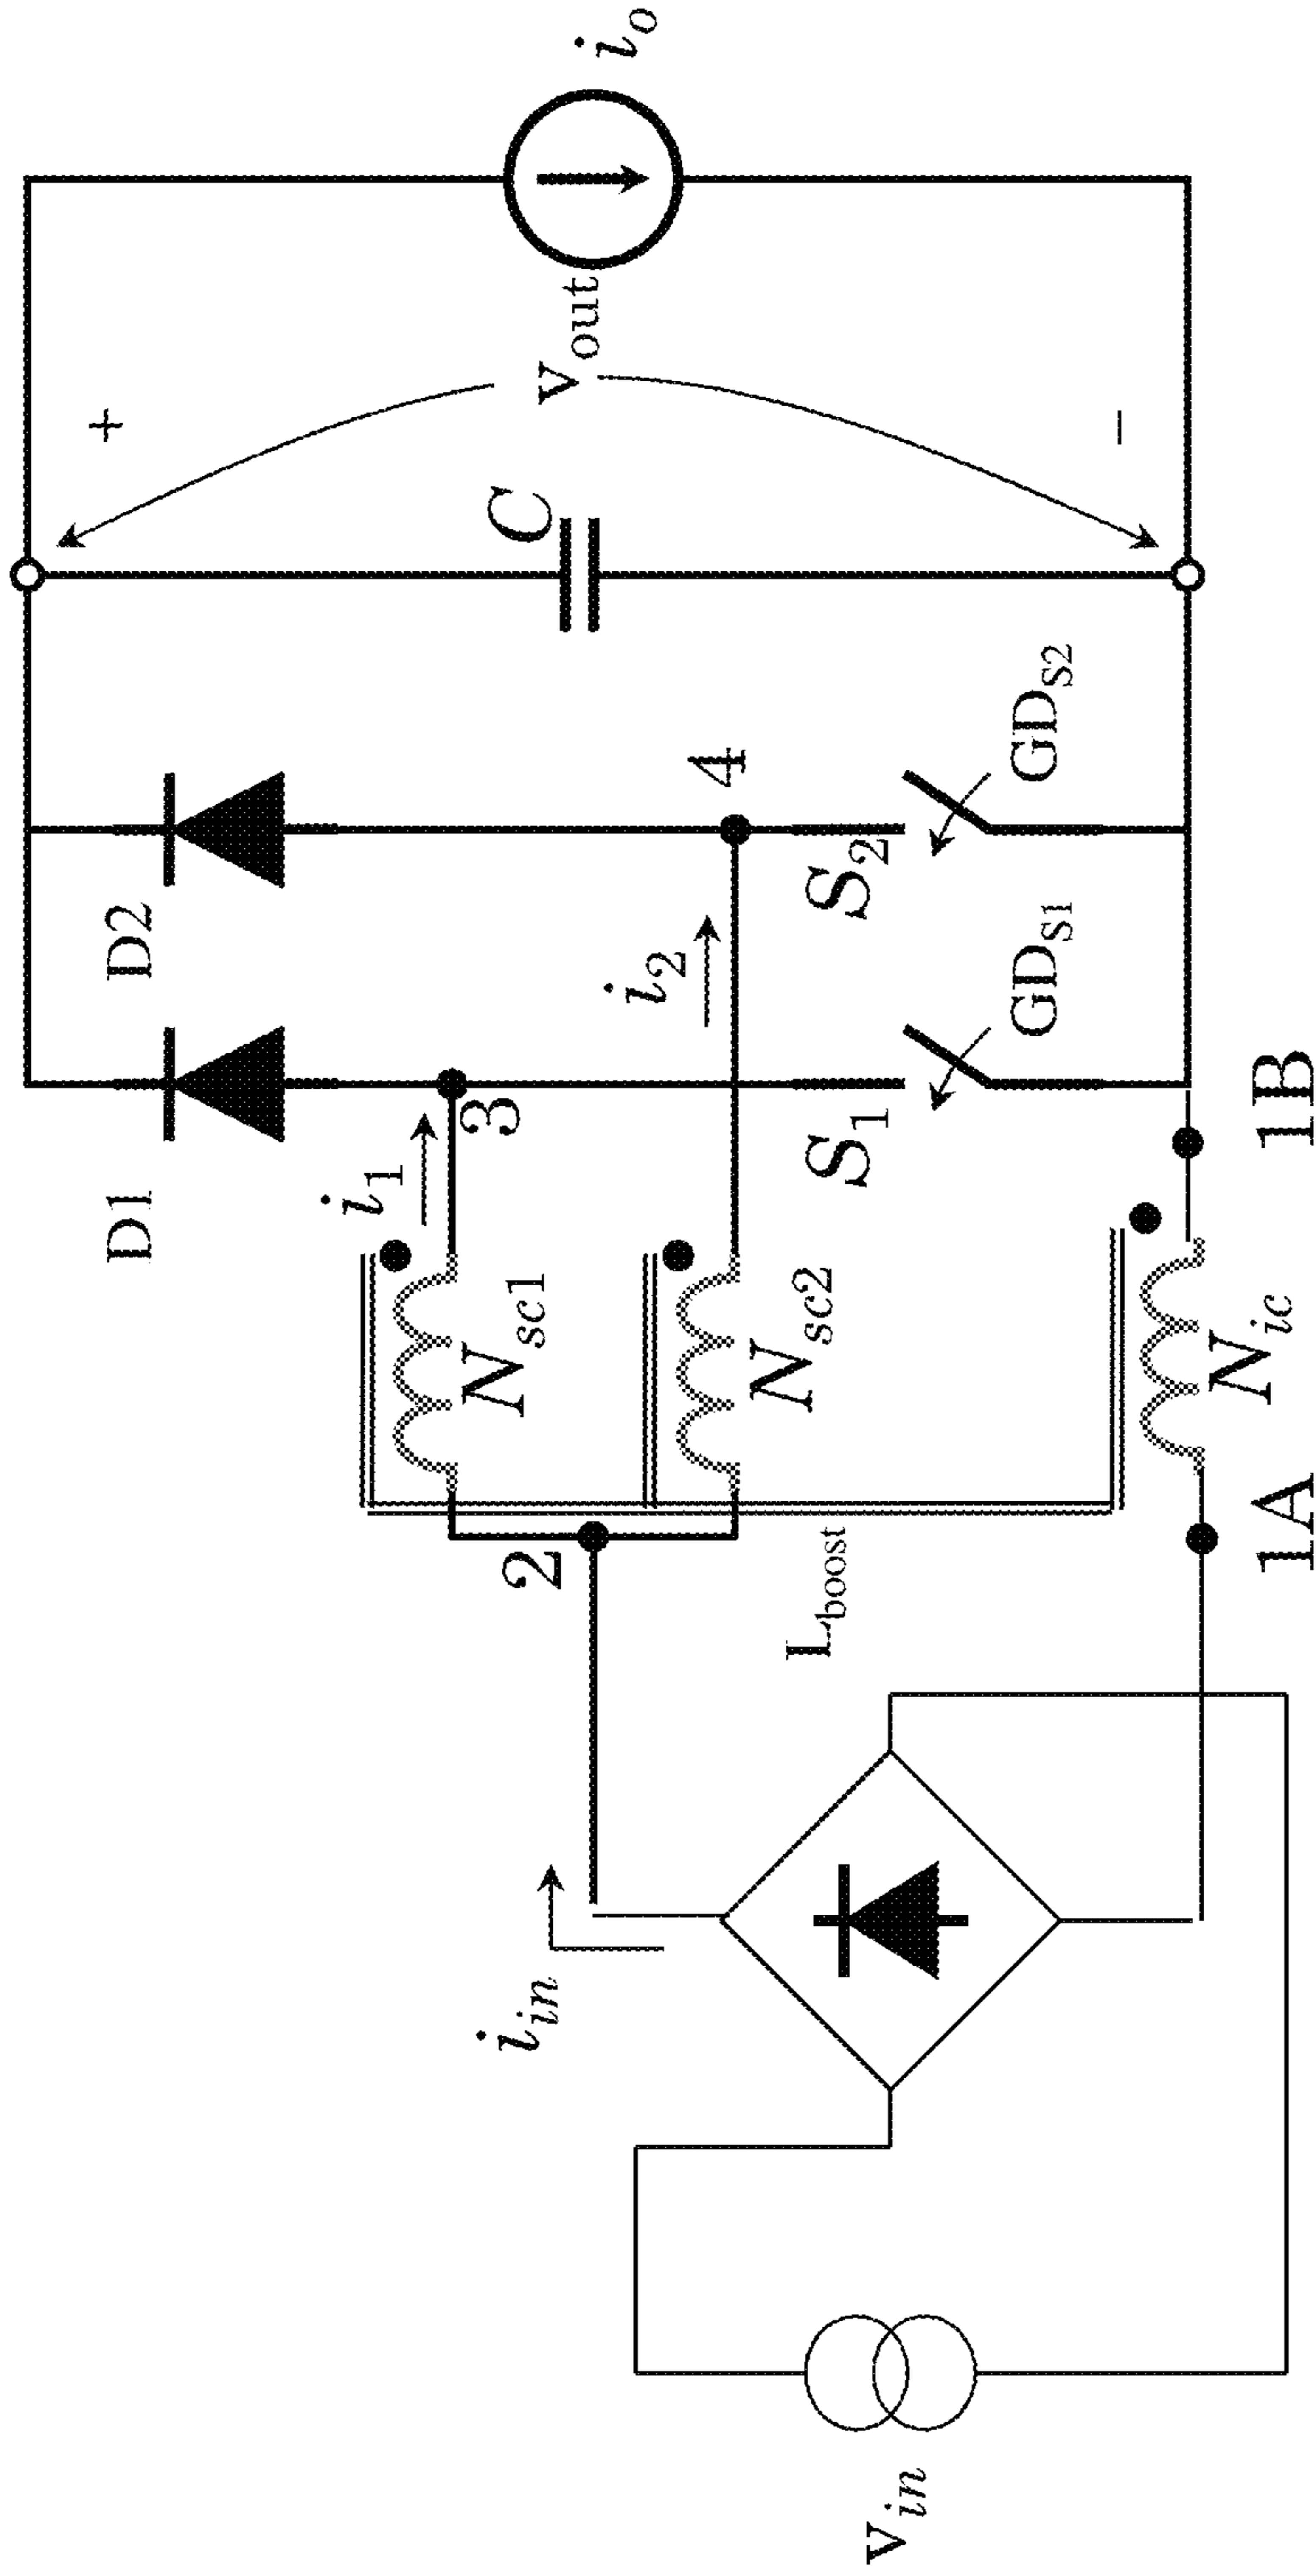 v_in
i_in
L_boost
2
1A
N_sc1
N_sc2
N_ic
i_1
3
1B
D1
D2
i_2
4
S_1
GD_S1
S_2
GD_S2
C
+
v_out
−
i_o